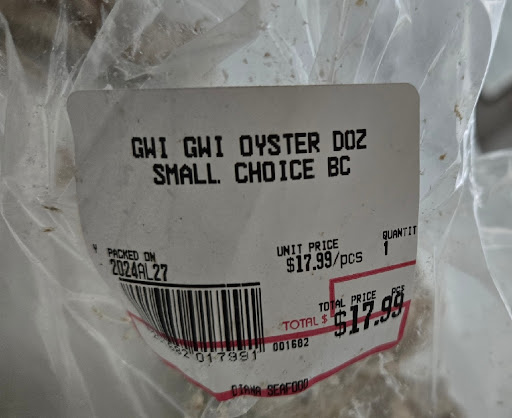 GWI GWI OYSTER DOZ
SMALL CHOICE BC
PACKED ON
2024AL27
UNIT PRICE
$17.99/pcs
QUANTIT
1
TOTAL PRICE PCS
TOTAL $ $17.99
017991
001682
DIANA SEAFOOD